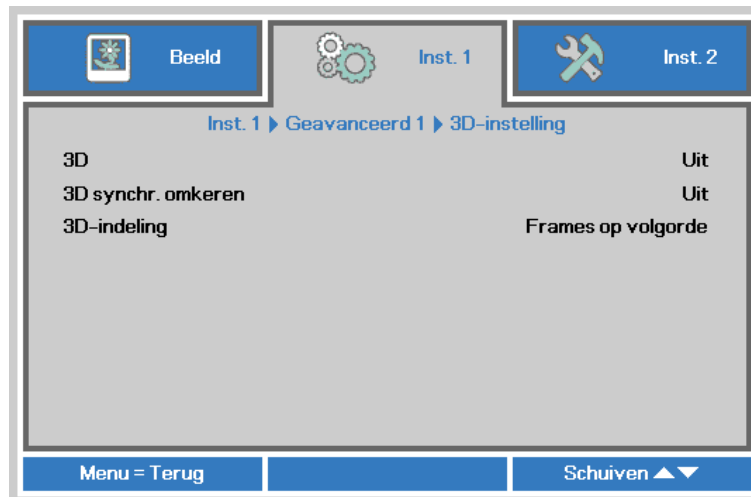 Beeld Inst. 1 Inst. 2
Inst. 1 ▶ Geavanceerd 1 ▶ 3D-instelling
3D Uit
3D synchr. omkeren Uit
3D-indeling Frames op volgorde
Menu = Terug Schuiven ▲▼